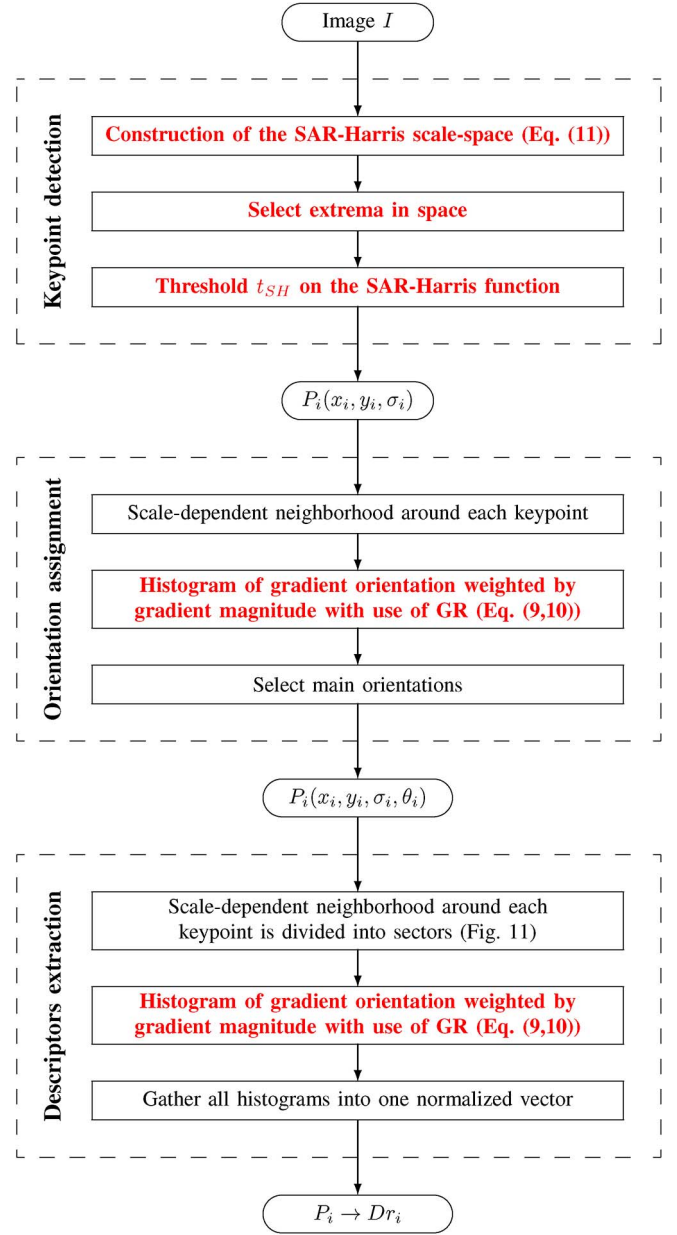 Image I
Keypoint detection
Construction of the SAR-Harris scale-space (Eq. (11))
Select extrema in space
Threshold t_{SH} on the SAR-Harris function
P_i(x_i, y_i, σ_i)
Orientation assignment
Scale-dependent neighborhood around each keypoint
Histogram of gradient orientation weighted by
gradient magnitude with use of GR (Eq. (9,10))
Select main orientations
P_i(x_i, y_i, σ_i, θ_i)
Descriptors extraction
Scale-dependent neighborhood around each
keypoint is divided into sectors (Fig. 11)
Histogram of gradient orientation weighted by
gradient magnitude with use of GR (Eq. (9,10))
Gather all histograms into one normalized vector
P_i → Dr_i